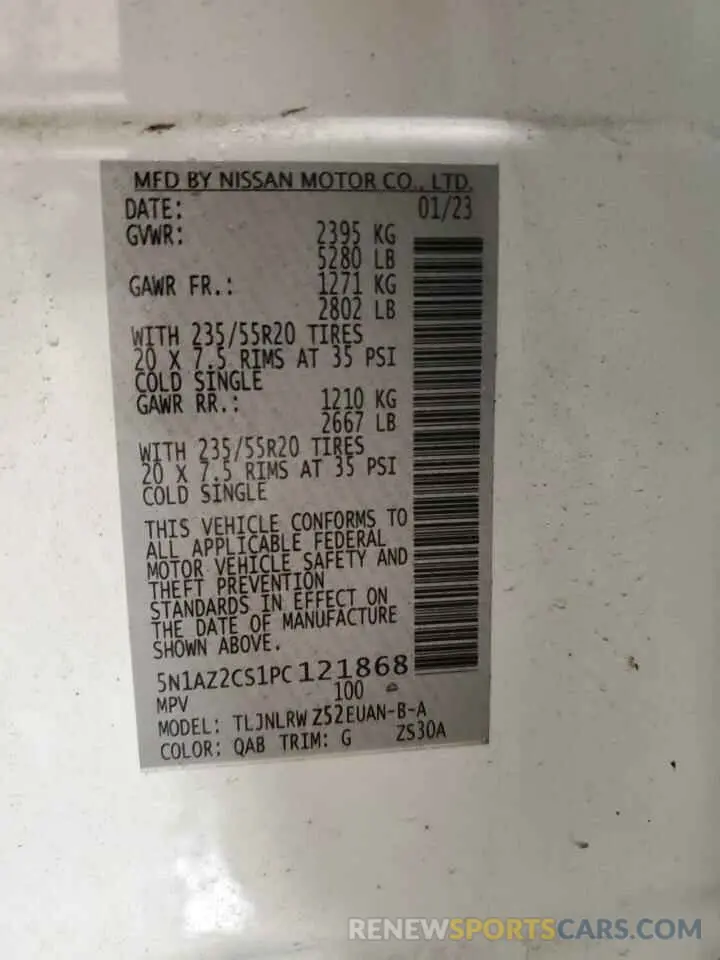 MFD BY NISSAN MOTOR CO., LTD.
DATE: 01/23
GVWR: 2395 KG
5280 LB
GAWR FR.: 1271 KG
2802 LB
WITH 235/55R20 TIRES
20 X 7.5 RIMS AT 35 PSI
COLD SINGLE
GAWR RR.: 1210 KG
2667 LB
WITH 235/55R20 TIRES
20 X 7.5 RIMS AT 35 PSI
COLD SINGLE
THIS VEHICLE CONFORMS TO
ALL APPLICABLE FEDERAL
MOTOR VEHICLE SAFETY AND
THEFT PREVENTION
STANDARDS IN EFFECT ON
THE DATE OF MANUFACTURE
SHOWN ABOVE.
5N1AZ2CS1PC121868
MPV 100
MODEL: TLJNLRW Z52EUAN-B-A
COLOR: QAB TRIM: G ZS30A
RENEWSPORTSCARS.COM